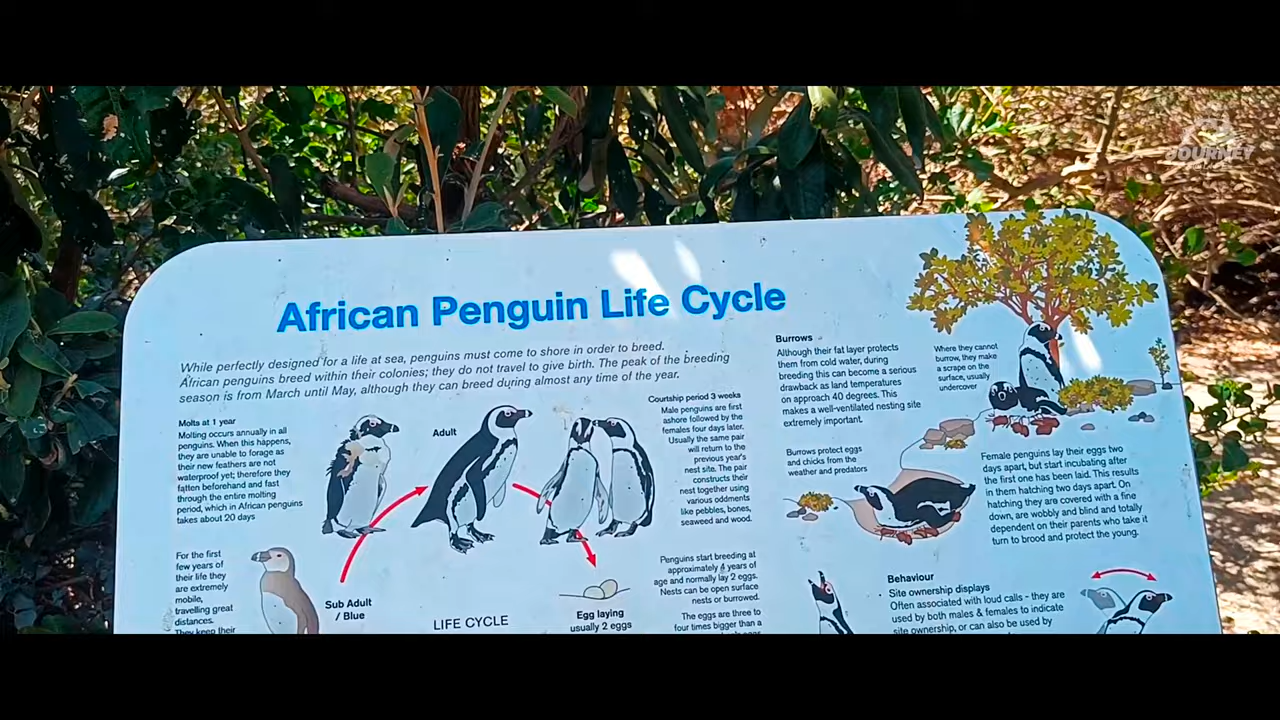 JOURNEY
African Penguin Life Cycle
While perfectly designed for a life at sea, penguins must come to shore in order to breed.
African penguins breed within their colonies; they do not travel to give birth. The peak of the breeding
season is from March until May, although they can breed during almost any time of the year.
Molts at 1 year
Molting occurs annually in all
penguins. When this happens,
they are unable to forage as
their new feathers are not
waterproof yet; therefore they
fatten beforehand and fast
through the entire molting
period, which in African penguins
takes about 20 days
Adult
Courtship period 3 weeks
Male penguins are first
ashore followed by the
females four days later.
Usually the same pair
will return to the
previous year's
nest site. The pair
constructs their
nest together using
various oddments
like pebbles, bones,
seaweed and wood.
Burrows
Although their fat layer protects
them from cold water, during
breeding this can become a serious
drawback as land temperatures
on approach 40 degrees. This
makes a well-ventilated nesting site
extremely important.
Where they cannot
burrow, they make
a scrape on the
surface, usually
undercover
Burrows protect eggs
and chicks from the
weather and predators
Female penguins lay their eggs two
days apart, but start incubating after
the first one has been laid. This results
in them hatching two days apart. On
hatching they are covered with a fine
down, are wobbly and blind and totally
dependent on their parents who take it
turn to brood and protect the young.
For the first
few years of
their life they
are extremely
mobile,
travelling great
distances.
They keep their
Sub Adult
/ Blue
LIFE CYCLE
Egg laying
usually 2 eggs
Penguins start breeding at
approximately 4 years of
age and normally lay 2 eggs.
Nests can be open surface
nests or burrowed.
The eggs are three to
four times bigger than a
Behaviour
• Site ownership displays
Often associated with loud calls - they are
used by both males & females to indicate
site ownership, or can also be used by